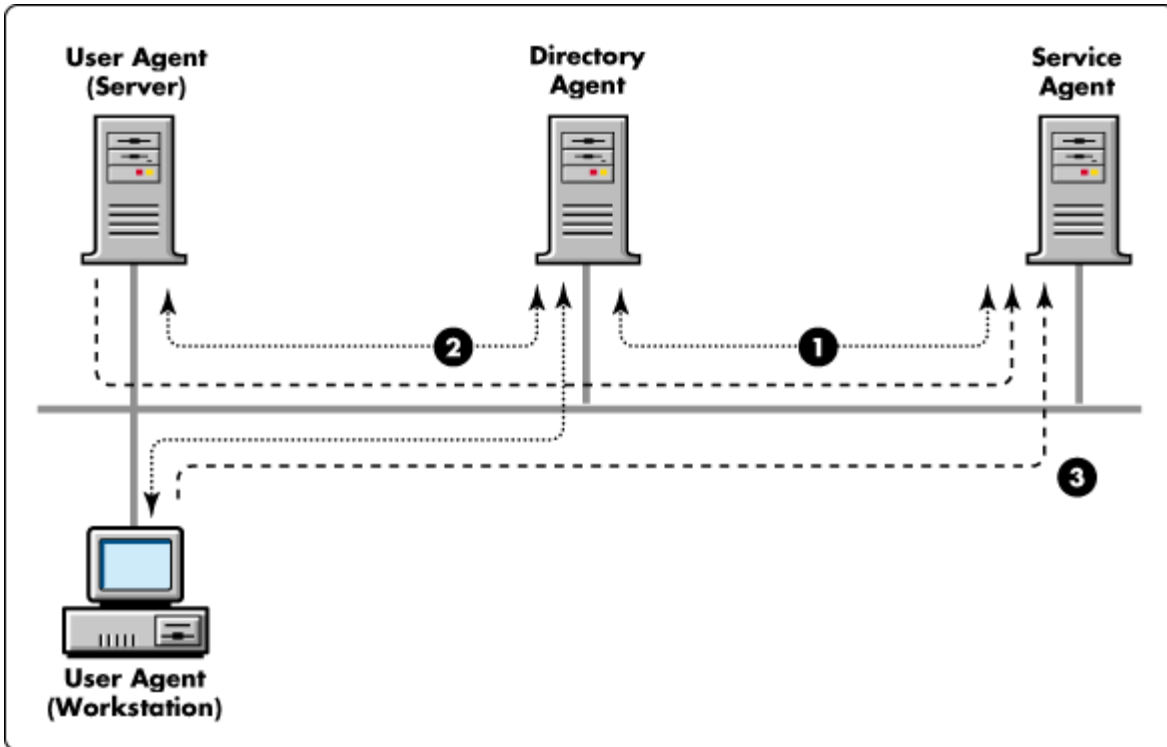 User Agent
(Server)
Directory
Agent
Service
Agent
2
1
3
User Agent
(Workstation)